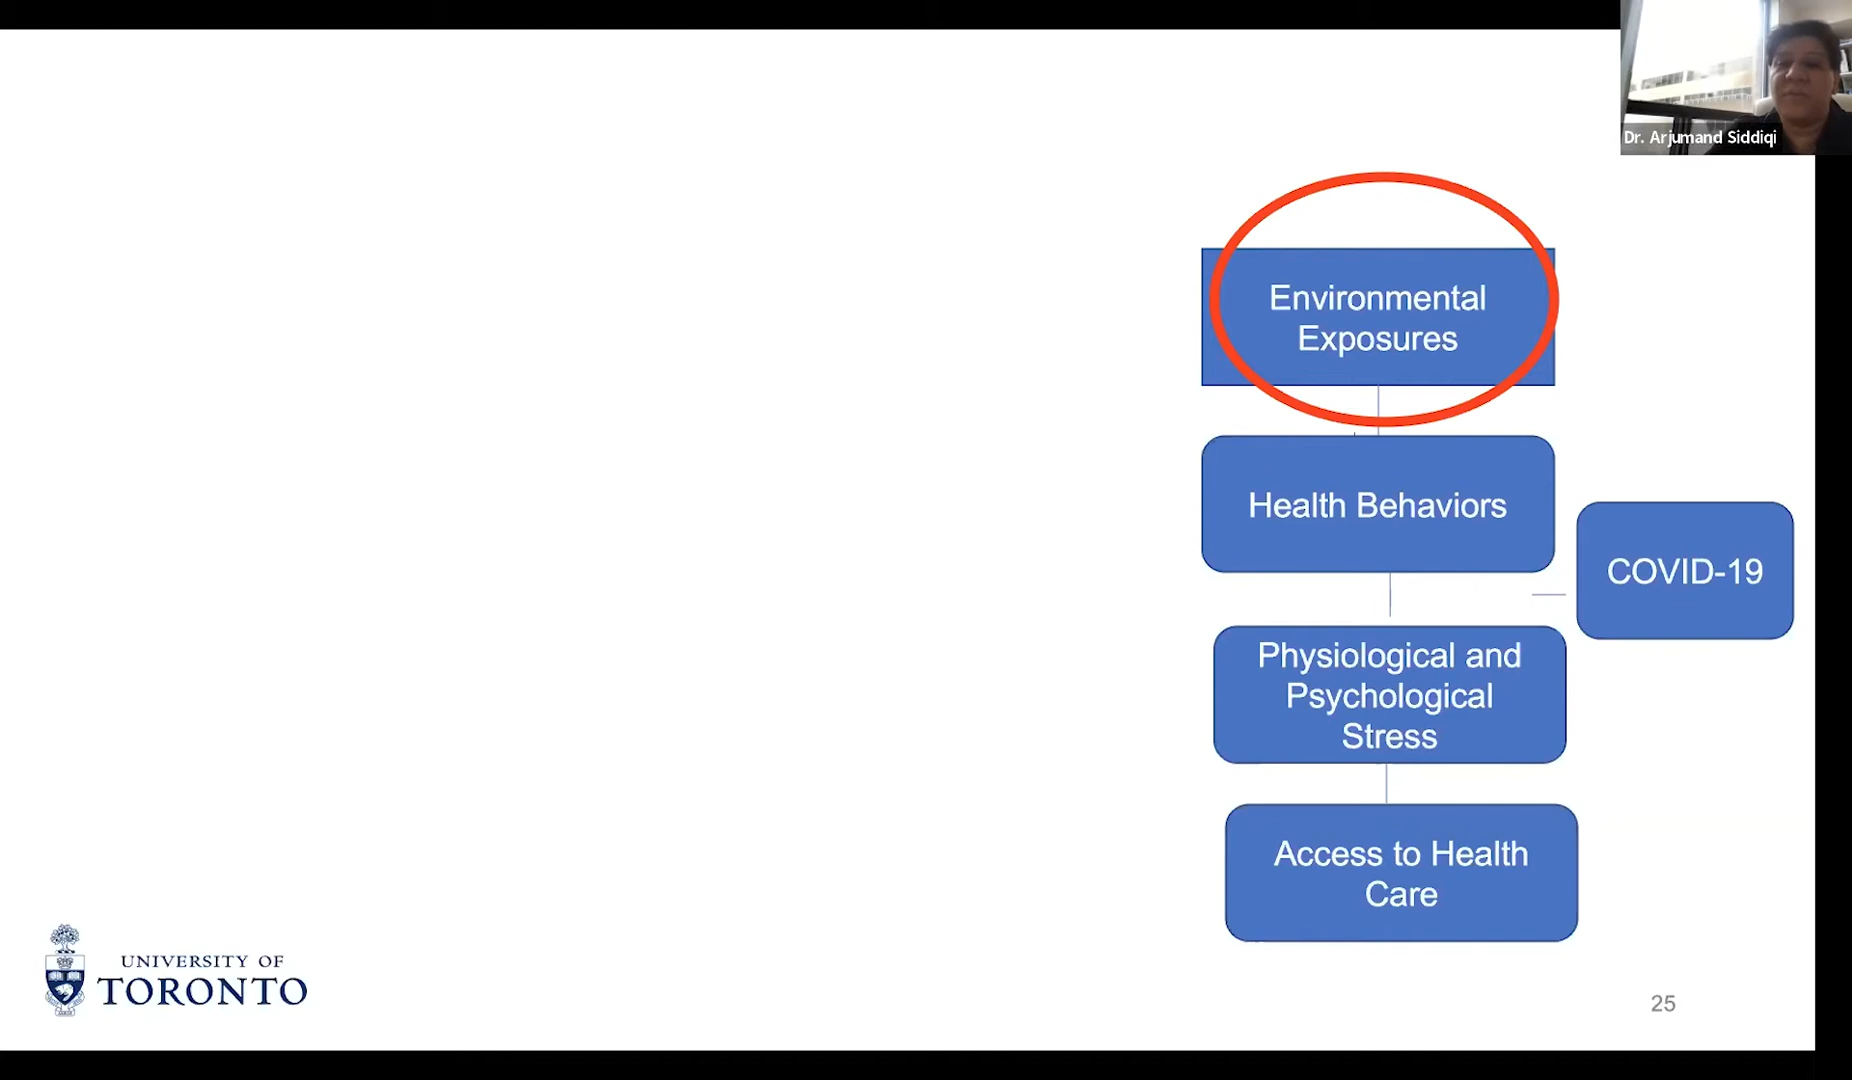 Dr. Arjumand Siddiqi
Environmental
Exposures
Health Behaviors
COVID-19
Physiological and
Psychological
Stress
Access to Health
Care
UNIVERSITY OF
TORONTO
25